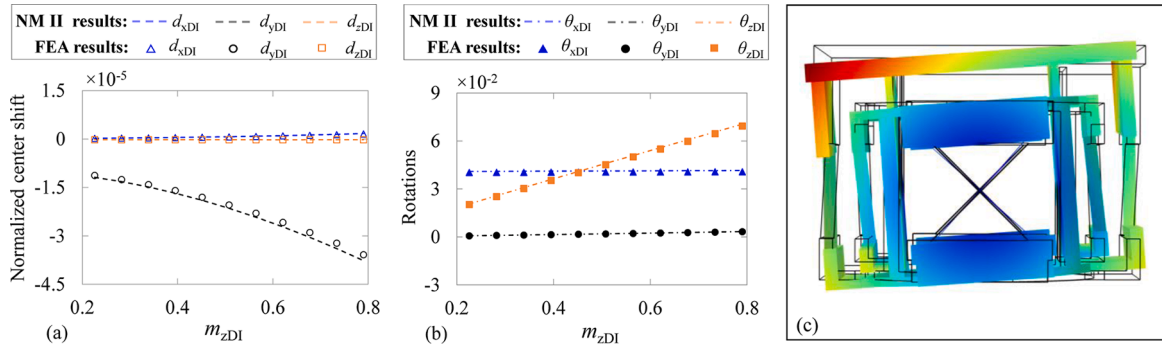 NM II results: d_xDI d_yDI d_zDI
FEA results: d_xDI d_yDI d_zDI
×10⁻⁵
Normalized center shift
1.5
0
-1.5
-3
-4.5
0.2 0.4 0.6 0.8
(a) m_zDI
NM II results: θ_xDI θ_yDI θ_zDI
FEA results: θ_xDI θ_yDI θ_zDI
×10⁻²
Rotations
9
6
3
0
-3
0.2 0.4 0.6 0.8
(b) m_zDI
(c)